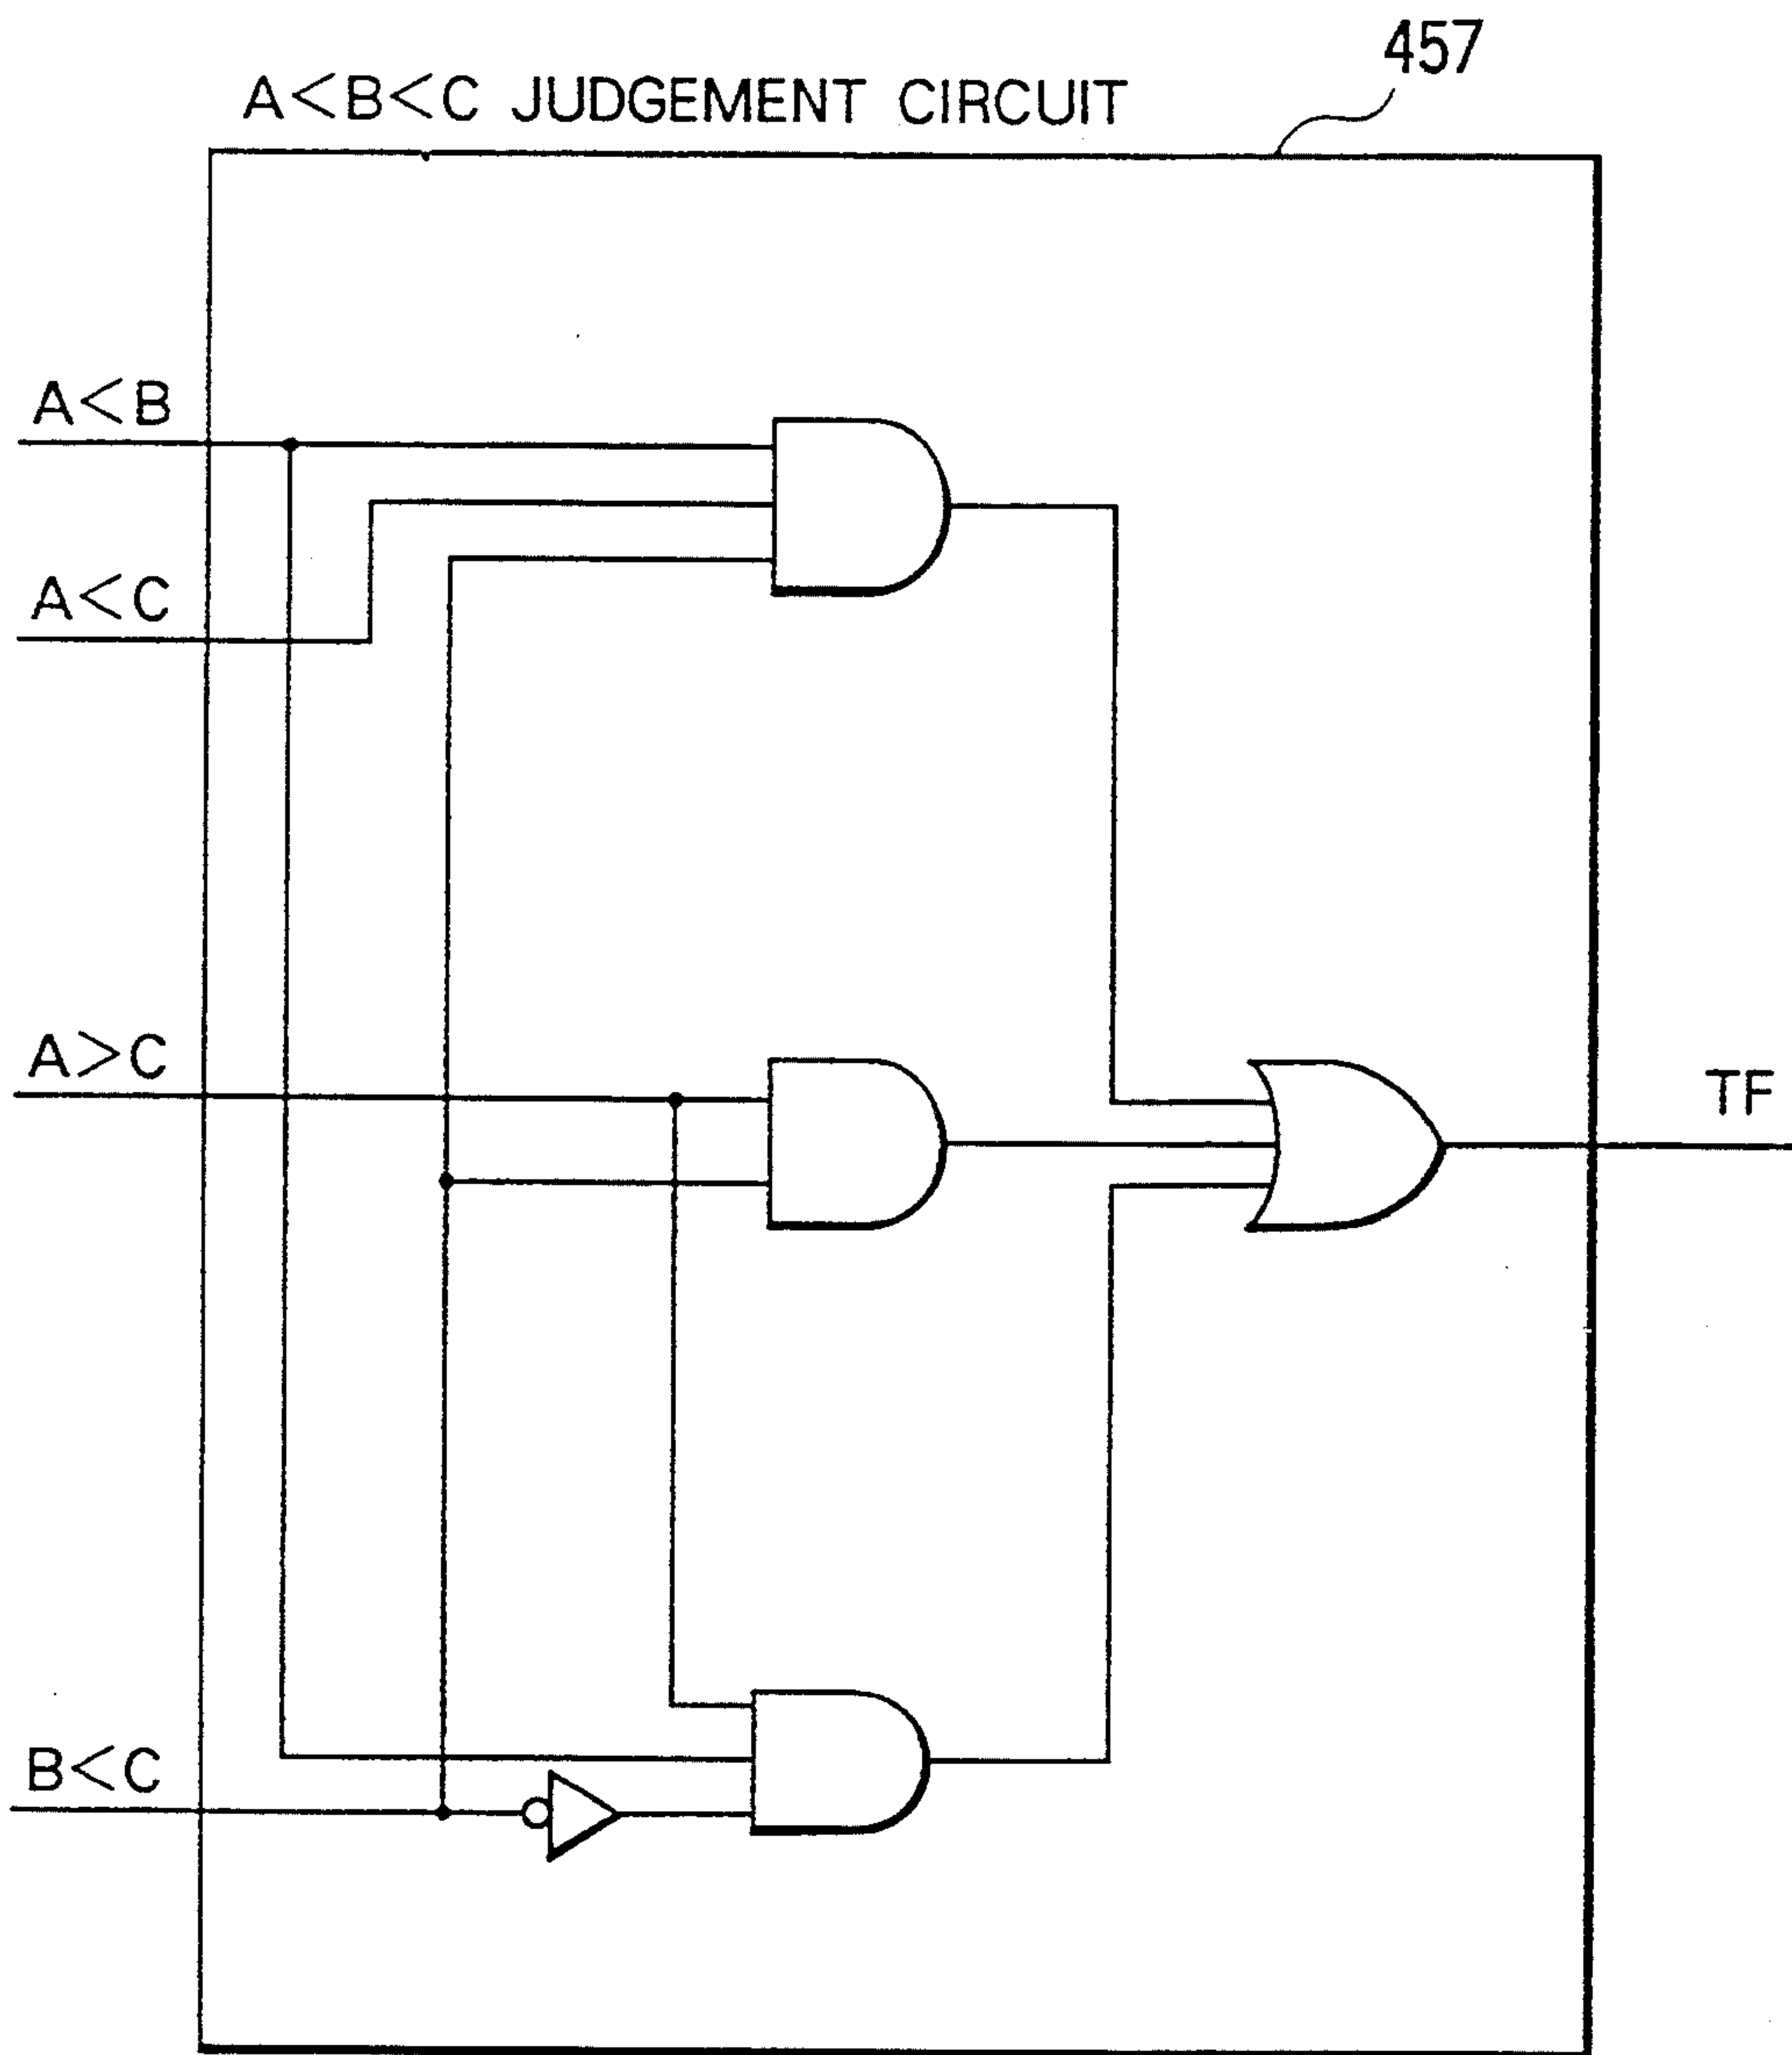 457
A<B<C JUDGEMENT CIRCUIT
A<B
A<C
A>C
TF
B<C